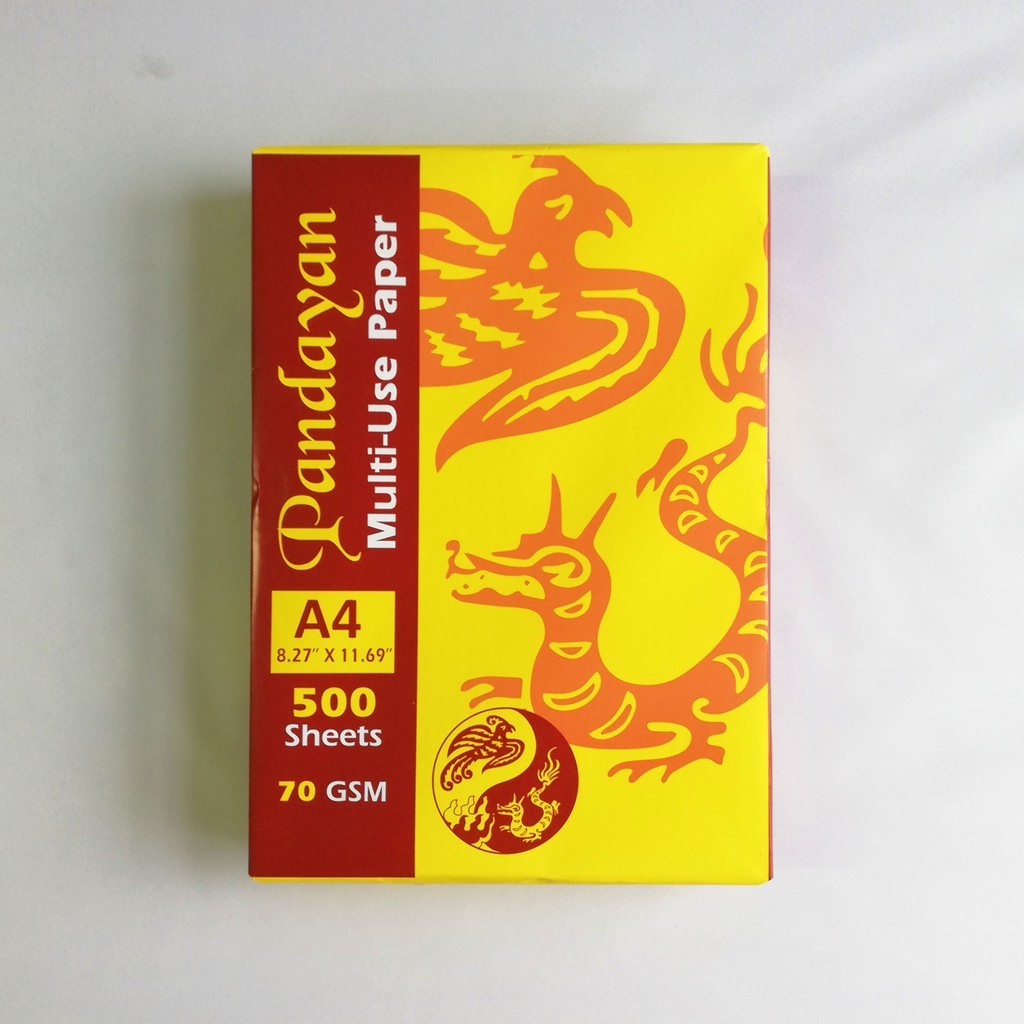 Pandayan
Multi-Use Paper
A4
8.27" X 11.69"
500
Sheets
70 GSM